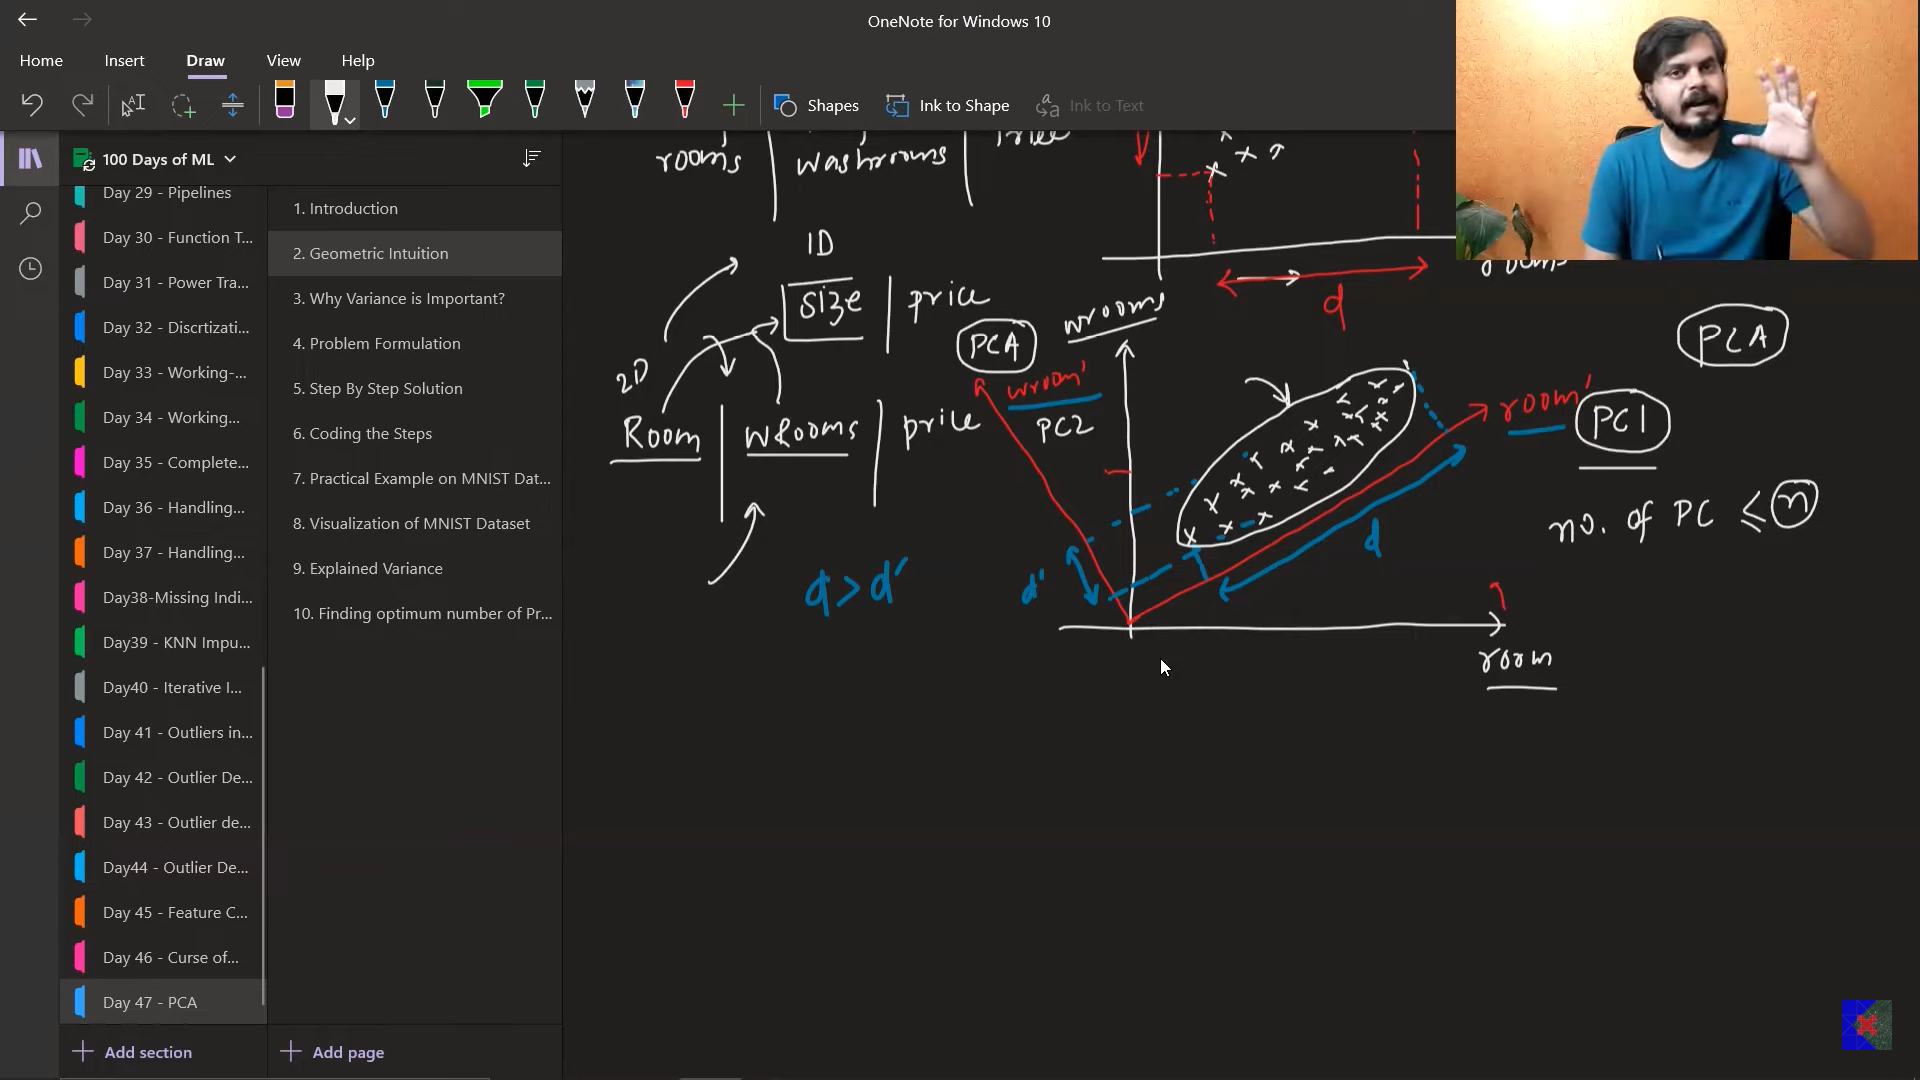 OneNote for Windows 10
Home Insert Draw View Help
Shapes Ink to Shape Ink to Text
100 Days of ML
Day 29 - Pipelines
Day 30 - Function T...
Day 31 - Power Tra...
Day 32 - Discrtizati...
Day 33 - Working-...
Day 34 - Working...
Day 35 - Complete...
Day 36 - Handling...
Day 37 - Handling...
Day38-Missing Indi...
Day39 - KNN Impu...
Day40 - Iterative I...
Day 41 - Outliers in...
Day 42 - Outlier De...
Day 43 - Outlier de...
Day44 - Outlier De...
Day 45 - Feature C...
Day 46 - Curse of...
Day 47 - PCA
Add section
1. Introduction
2. Geometric Intuition
3. Why Variance is Important?
4. Problem Formulation
5. Step By Step Solution
6. Coding the Steps
7. Practical Example on MNIST Dat...
8. Visualization of MNIST Dataset
9. Explained Variance
10. Finding optimum number of Pr...
Add page
rooms washrooms price
1D
size price
2D
Room WRooms price
d > d'
PCA
wrooms
wroom'
PC2
d'
d
rooms
d
room
room'
PC1
PCA
no. of PC ≤ n